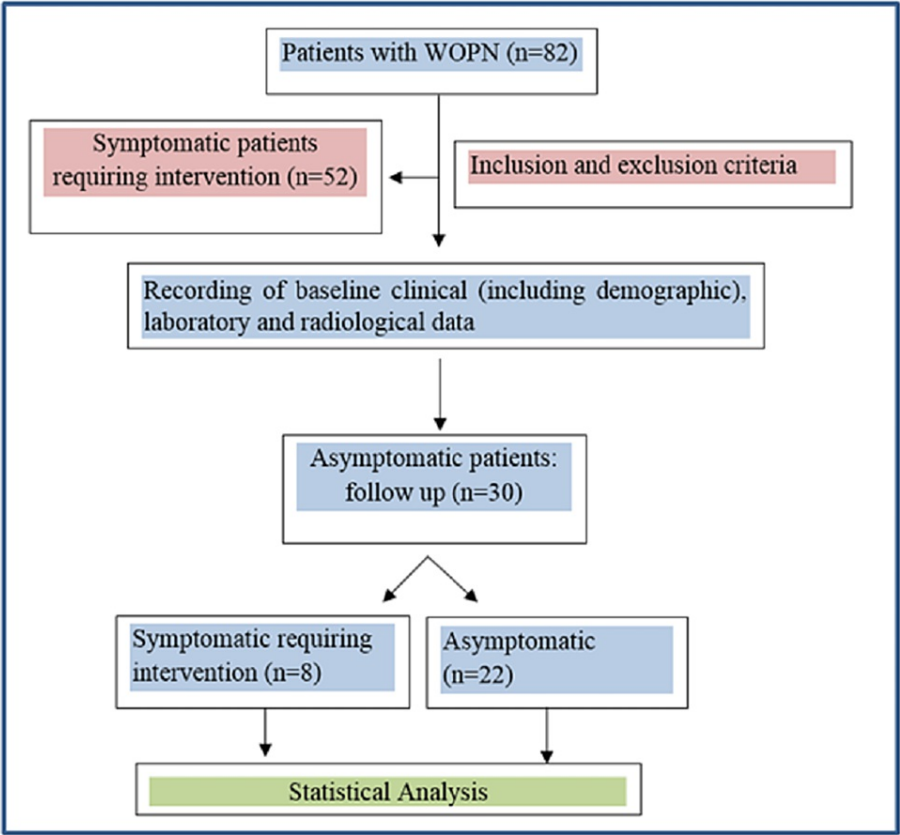 Patients with WOPN (n=82)
Symptomatic patients
requiring intervention (n=52)
Inclusion and exclusion criteria
Recording of baseline clinical (including demographic),
laboratory and radiological data
Asymptomatic patients:
follow up (n=30)
Symptomatic requiring
intervention (n=8)
Asymptomatic
(n=22)
Statistical Analysis